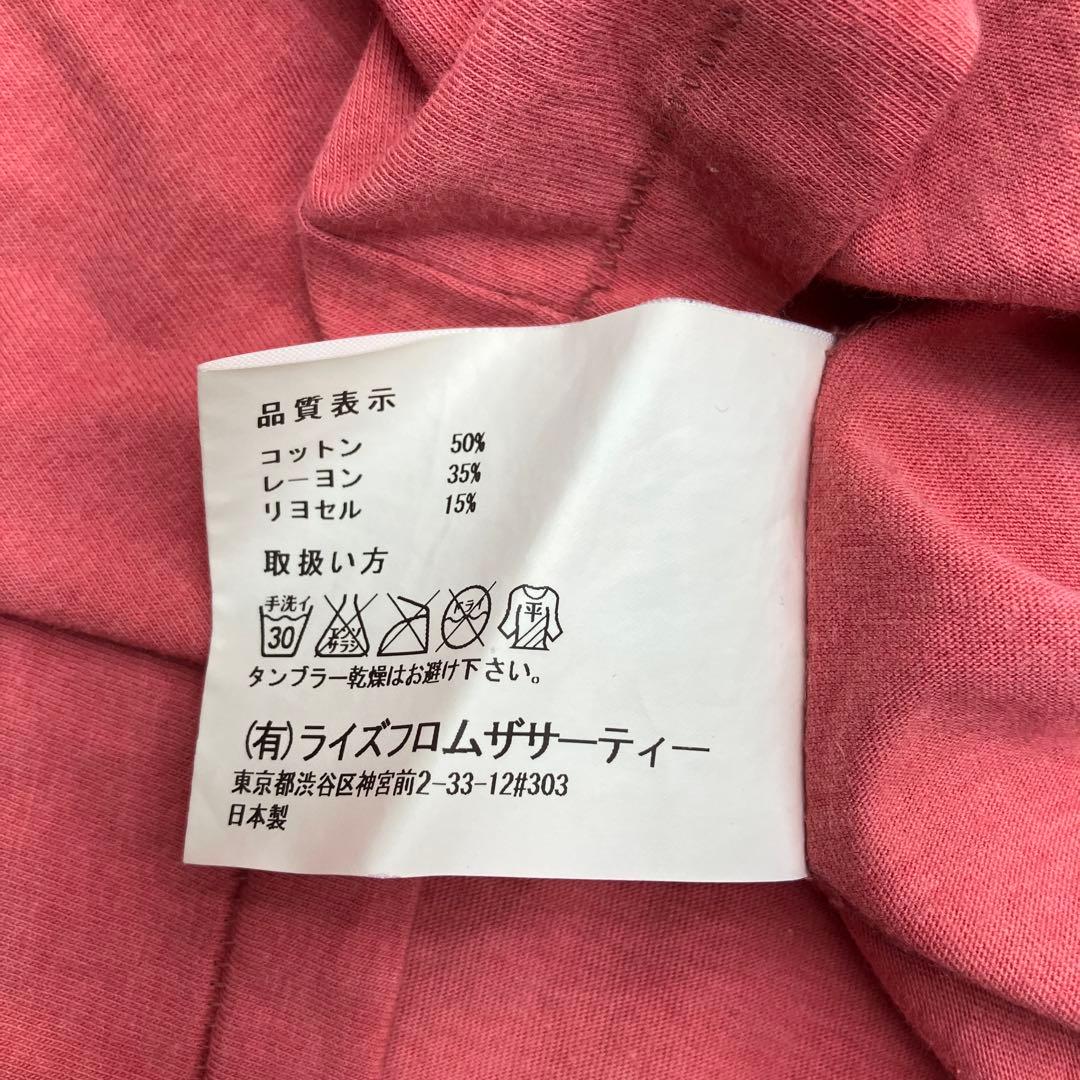 品質表示
コットン 50%
レーヨン 35%
リヨセル 15%
取扱い方
手洗イ 30 エンソサラシ ドライ 平
タンブラー乾燥はお避け下さい。
(有)ライズフロムザサーティー
東京都渋谷区神宮前2-33-12#303
日本製